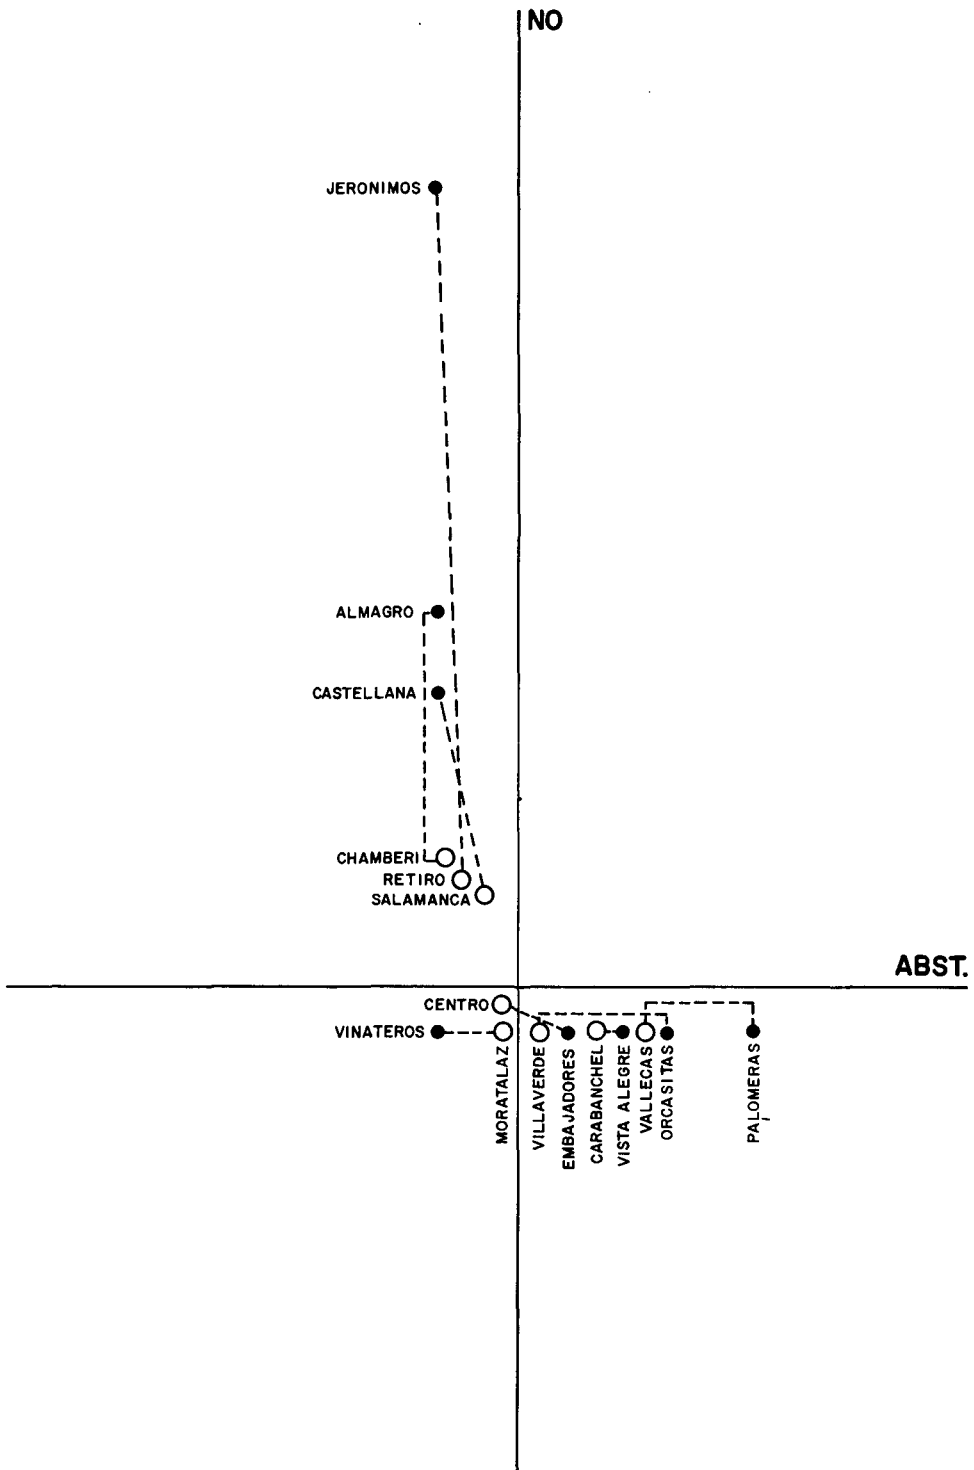 NO
JERONIMOS
ALMAGRO
CASTELLANA
CHAMBERI
RETIRO
SALAMANCA
ABST.
CENTRO
VINATEROS
MORATALAZ
VILLAVERDE
EMBAJADORES
CARABANCHEL
VISTA ALEGRE
VALLECAS
ORCASITAS
PALOMERAS